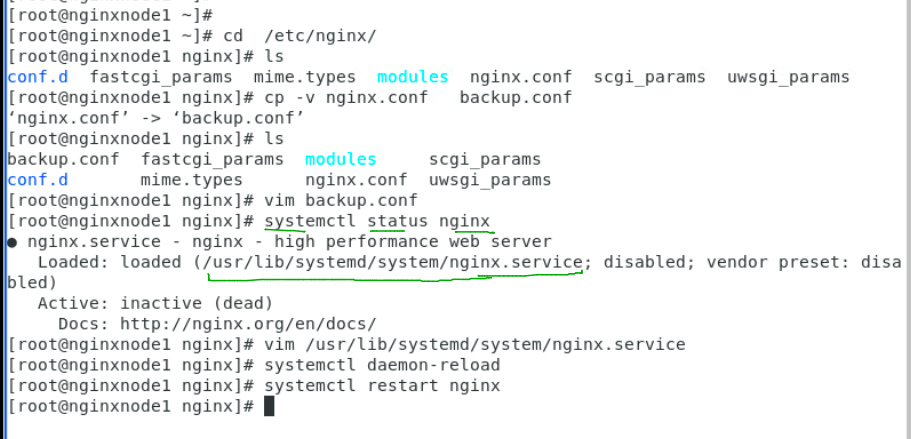 [root@nginxnode1 ~]#
[root@nginxnode1 ~]# cd  /etc/nginx/
[root@nginxnode1 nginx]# ls
conf.d  fastcgi_params  mime.types  modules  nginx.conf  scgi_params  uwsgi_params
[root@nginxnode1 nginx]# cp -v nginx.conf   backup.conf
‘nginx.conf’ -> ‘backup.conf’
[root@nginxnode1 nginx]# ls
backup.conf  fastcgi_params  modules     scgi_params
conf.d       mime.types      nginx.conf  uwsgi_params
[root@nginxnode1 nginx]# vim backup.conf
[root@nginxnode1 nginx]# systemctl status nginx
● nginx.service - nginx - high performance web server
   Loaded: loaded (/usr/lib/systemd/system/nginx.service; disabled; vendor preset: disa
bled)
   Active: inactive (dead)
     Docs: http://nginx.org/en/docs/
[root@nginxnode1 nginx]# vim /usr/lib/systemd/system/nginx.service
[root@nginxnode1 nginx]# systemctl daemon-reload
[root@nginxnode1 nginx]# systemctl restart nginx
[root@nginxnode1 nginx]#